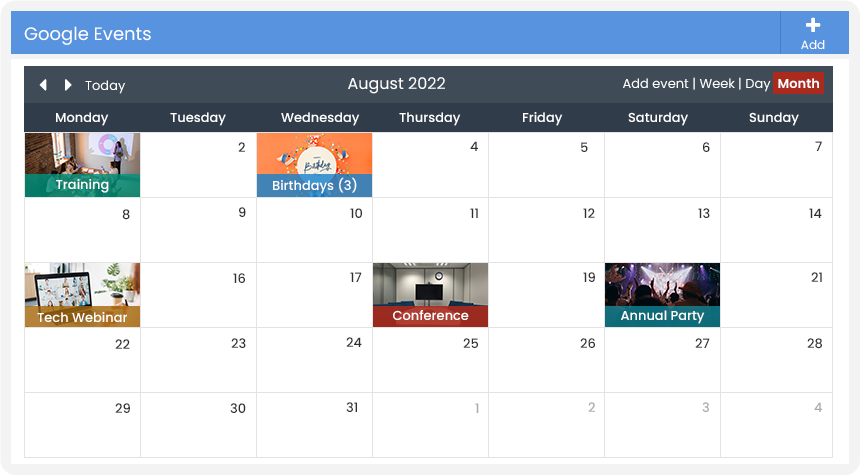 Google Events
Add
Today
August 2022
Add event | Week | Day Month
Monday Tuesday Wednesday Thursday Friday Saturday Sunday
2 4 5 6 7
Training Birthday Birthdays (3)
8 9 10 11 12 13 14
16 17 19 21
Tech Webinar Conference Annual Party
22 23 24 25 26 27 28
29 30 31 1 2 3 4